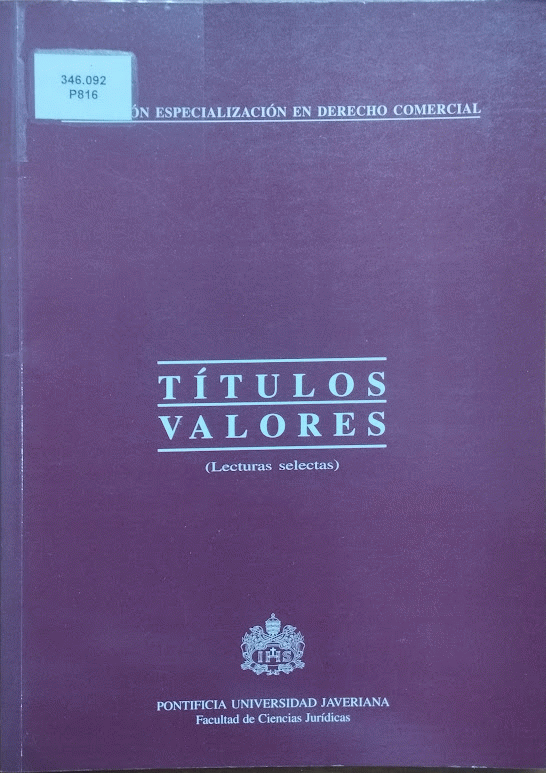 346.092
P816
ÓN ESPECIALIZACIÓN EN DERECHO COMERCIAL
TÍTULOS
VALORES
(Lecturas selectas)
IHS
PONTIFICIA UNIVERSIDAD JAVERIANA
Facultad de Ciencias Jurídicas